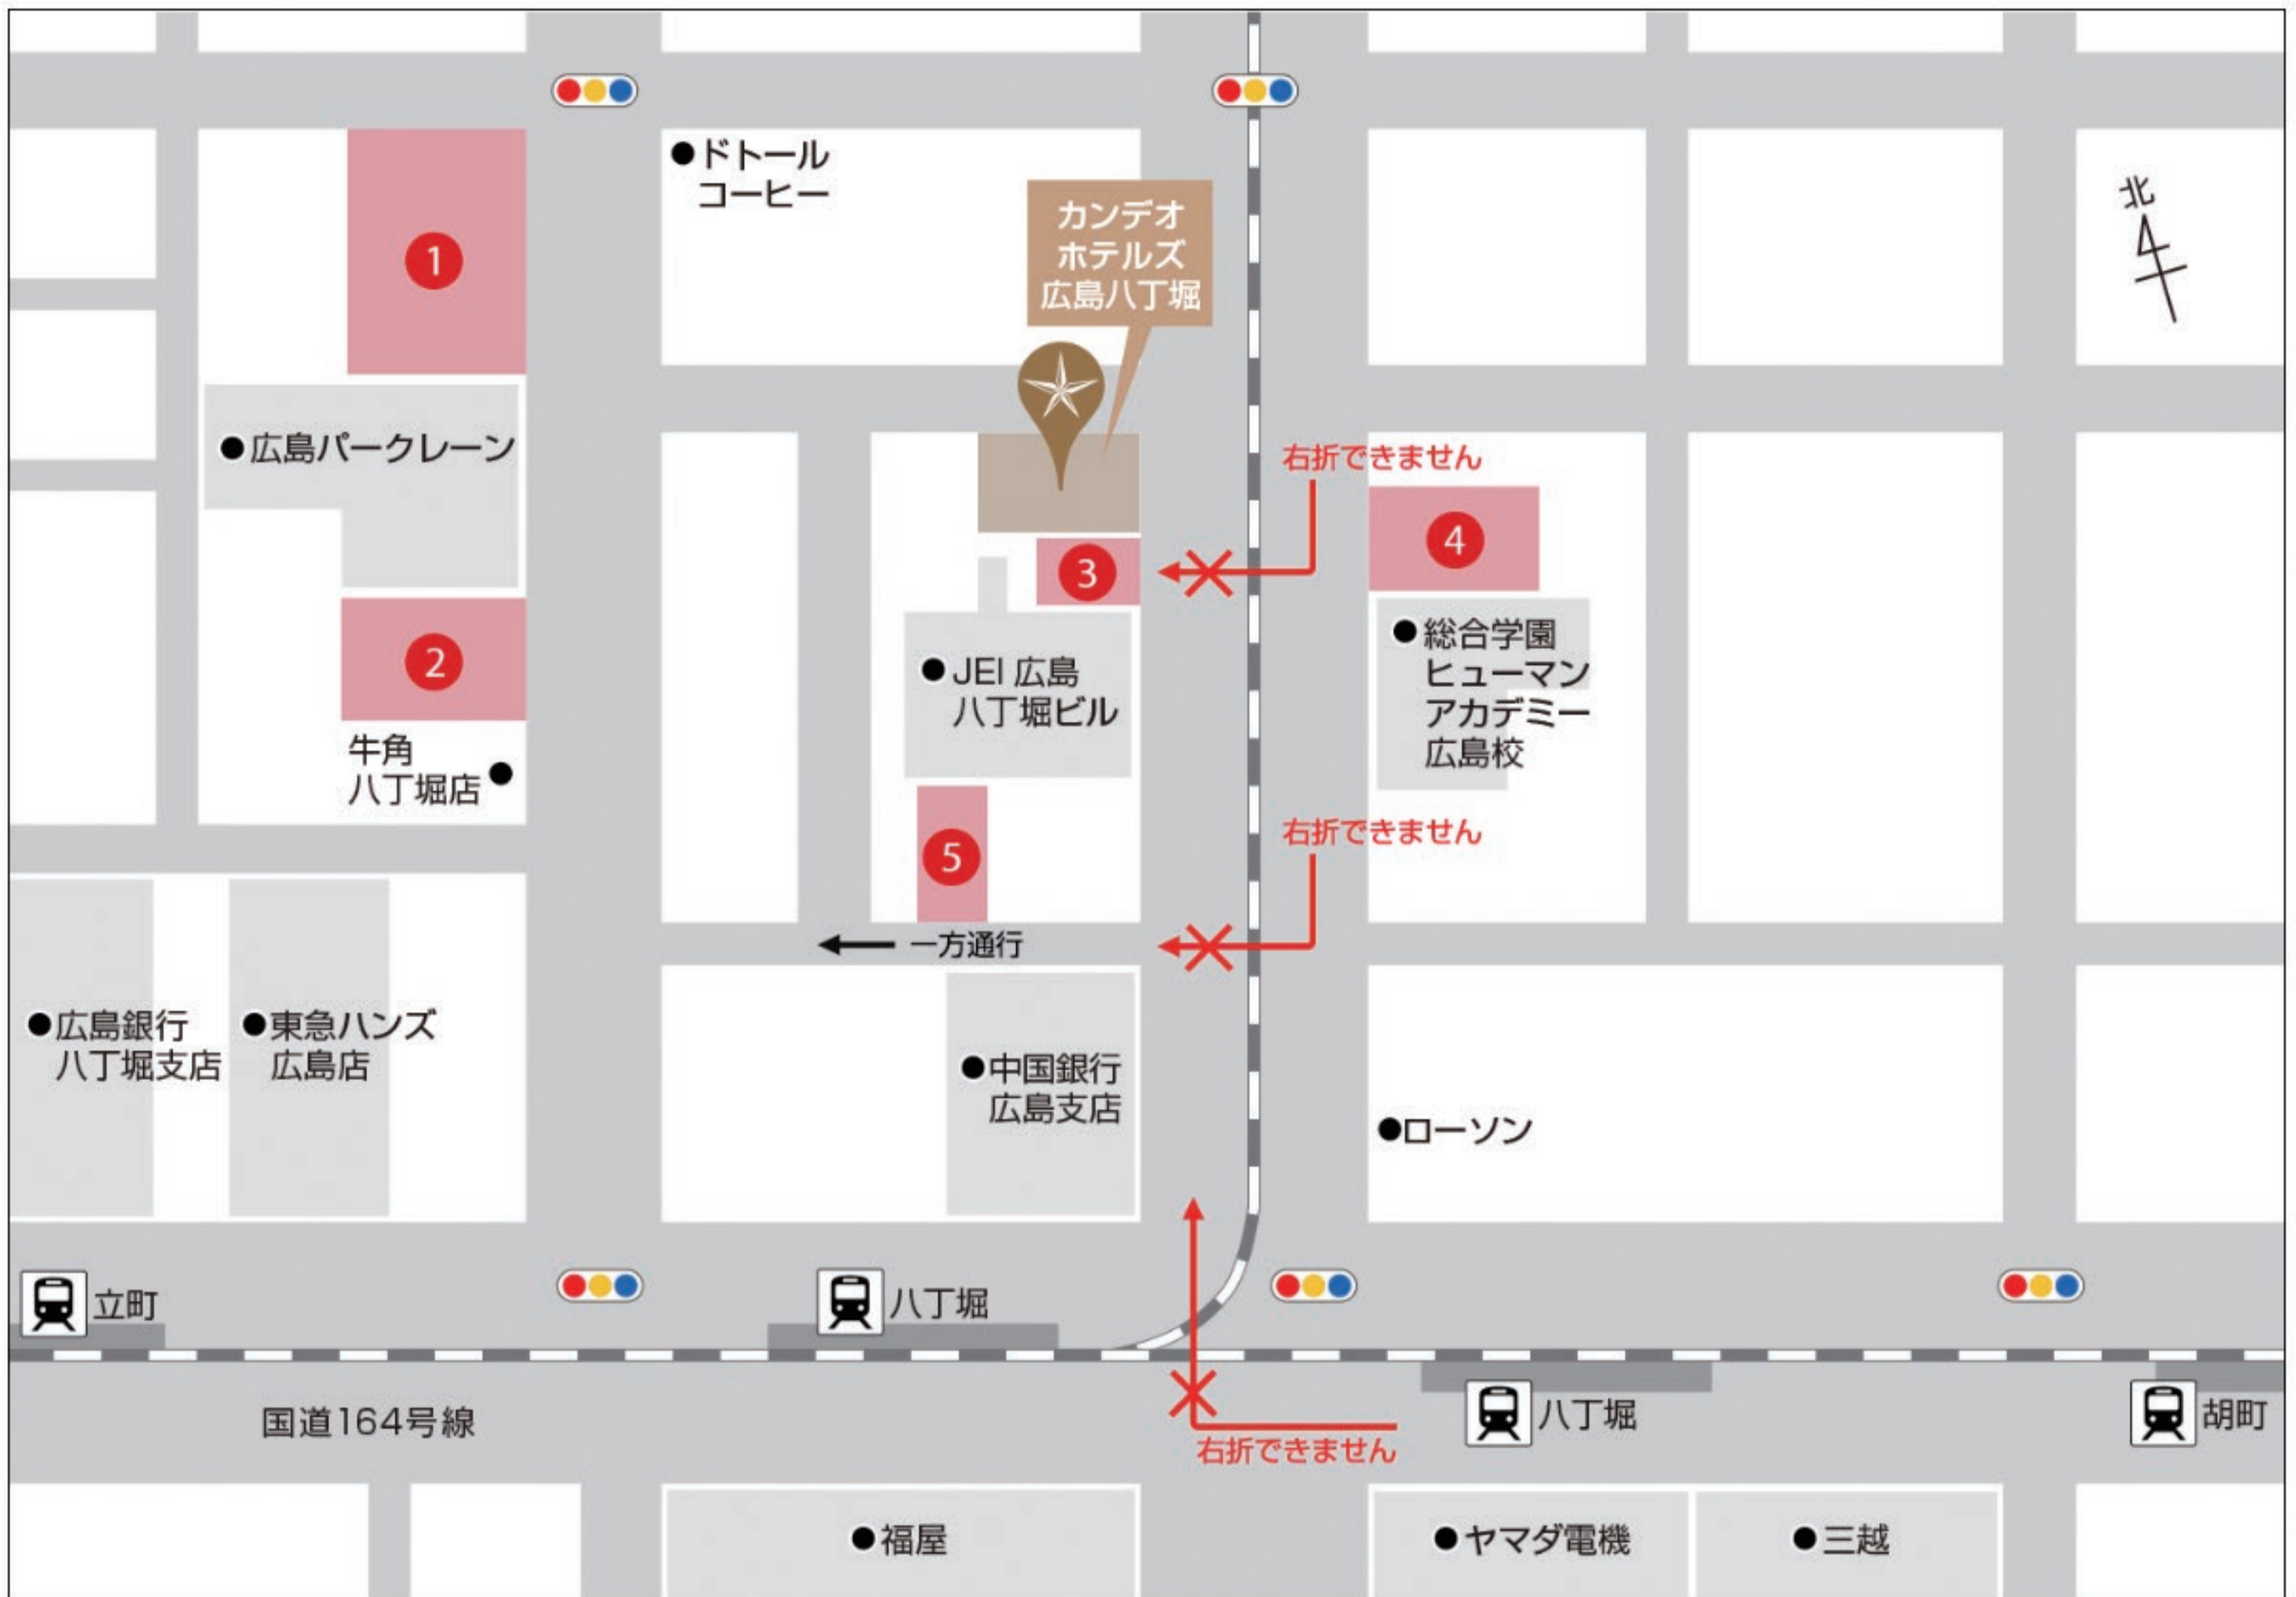 ドトール
コーヒー
カンデオ
ホテルズ
広島八丁堀
北
1
広島パークレーン
右折できません
3
4
2
総合学園
ヒューマン
アカデミー
広島校
JEI 広島
八丁堀ビル
牛角
八丁堀店
5
右折できません
一方通行
広島銀行
八丁堀支店
東急ハンズ
広島店
中国銀行
広島支店
ローソン
立町
八丁堀
国道164号線
右折できません
八丁堀
胡町
福屋
ヤマダ電機
三越